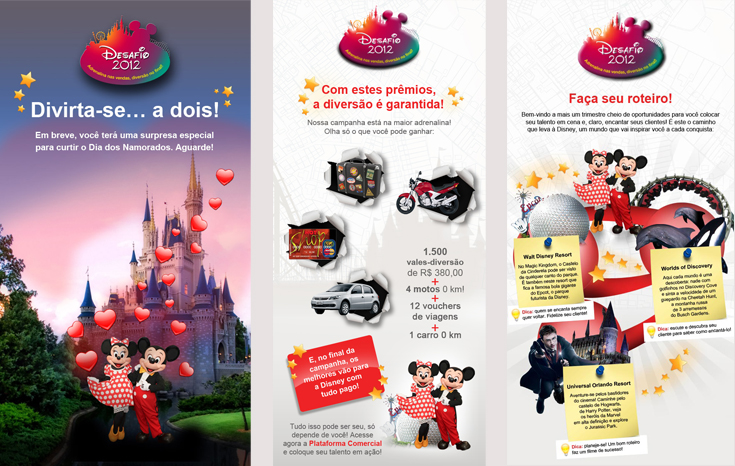 DESAFIO
2012
Adrenalina nas vendas, diversão no final!
Divirta-se... a dois!
Em breve, você terá uma surpresa especial
para curtir o Dia dos Namorados. Aguarde!
DESAFIO
2012
Adrenalina nas vendas, diversão no final!
Com estes prêmios,
a diversão é garantida!
Nossa campanha está na maior adrenalina!
Olha só o que você pode ganhar:
Shop
1.500
vales-diversão
de R$ 380,00
+
4 motos 0 km!
+
12 vouchers
de viagens
+
1 carro 0 km
E, no final da
campanha, os
melhores vão para
a Disney com
tudo pago!
Tudo isso pode ser seu, só
depende de você! Acesse
agora a Plataforma Comercial
e coloque seu talento em ação!
DESAFIO
2012
Adrenalina nas vendas, diversão no final!
Faça seu roteiro!
Bem-vindo a mais um trimestre cheio de oportunidades para você colocar
seu talento em cena e, claro, encantar seus clientes! É este o caminho
que leva à Disney, um mundo que vai inspirar você a cada conquista.
Walt Disney Resort
No Magic Kingdom, o Castelo
da Cinderela pode ser visto
de qualquer canto do parque.
É também neste resort que
fica a famosa bola gigante
do Epcot, o parque
futurista da Disney.
Dica: quem se encanta sempre
quer voltar. Fidelize seu cliente!
Worlds of Discovery
Aqui cada mundo é uma
descoberta: nade com
golfinhos no Discovery Cove
e sinta a velocidade de um
guepardo na Cheetah Hunt,
a montanha russa
de 3 arremessos
do Busch Gardens.
Dica: escute e descubra seu
cliente para saber como encantá-lo!
Universal Orlando Resort
Aventure-se pelos bastidores
do cinema! Caminhe pelo
castelo de Hogwarts,
de Harry Potter, veja
os heróis da Marvel
em alta definição e explore
o Jurassic Park.
Dica: planeje-se! Um bom roteiro
faz um filme de sucesso!